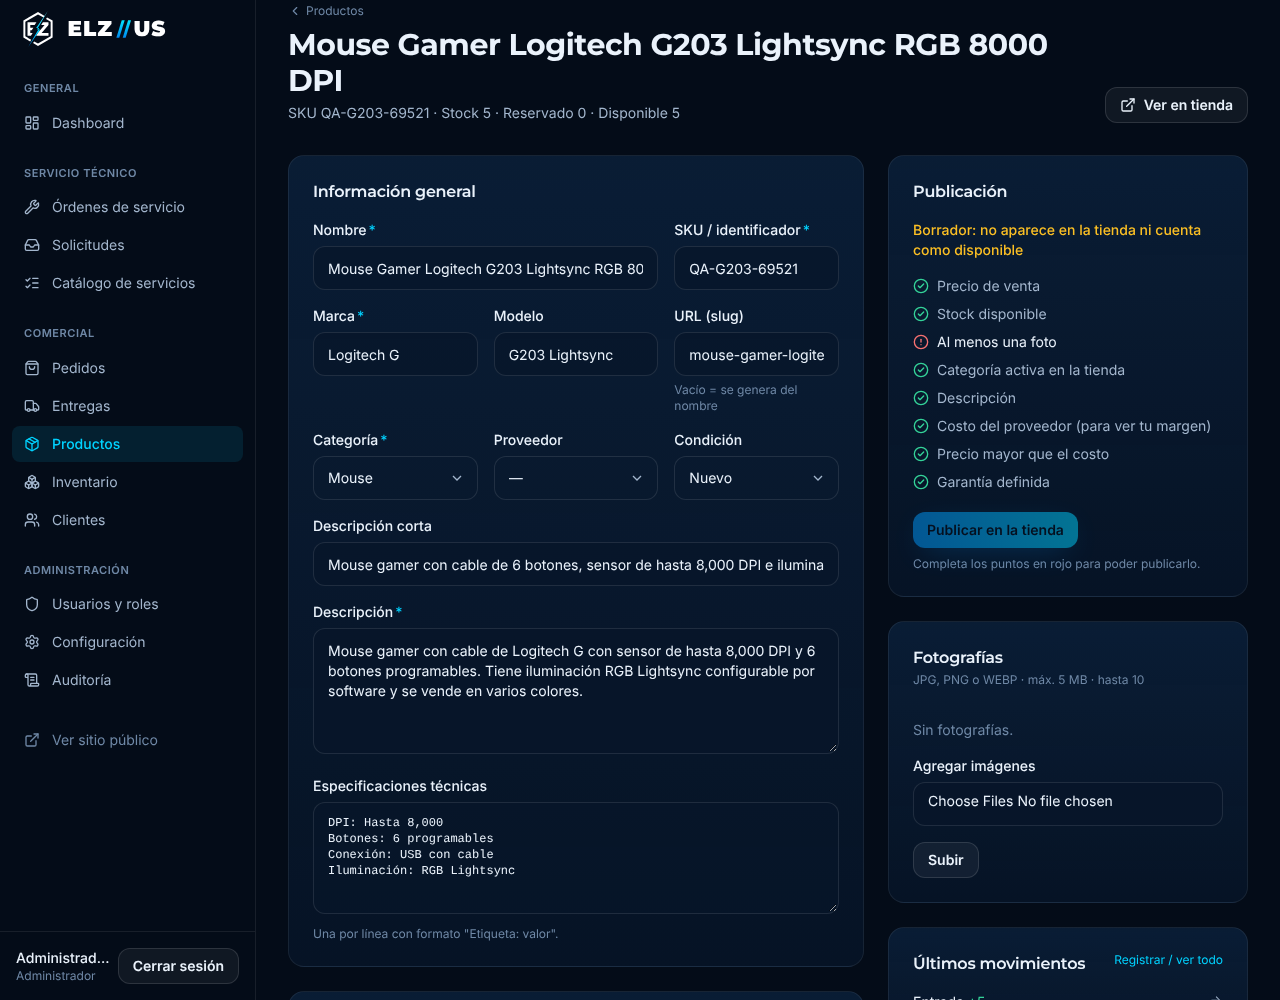 ELZ//US
GENERAL
Dashboard
SERVICIO TÉCNICO
Órdenes de servicio
Solicitudes
Catálogo de servicios
COMERCIAL
Pedidos
Entregas
Productos
Inventario
Clientes
ADMINISTRACIÓN
Usuarios y roles
Configuración
Auditoría
Ver sitio público
Administrad...
Administrador
Cerrar sesión
Productos
Mouse Gamer Logitech G203 Lightsync RGB 8000
DPI
SKU QA-G203-69521 · Stock 5 · Reservado 0 · Disponible 5
Ver en tienda
Información general
Nombre *
Mouse Gamer Logitech G203 Lightsync RGB 80
SKU / identificador *
QA-G203-69521
Marca *
Logitech G
Modelo
G203 Lightsync
URL (slug)
mouse-gamer-logite
Vacío = se genera del
nombre
Categoría *
Mouse
Proveedor
—
Condición
Nuevo
Descripción corta
Mouse gamer con cable de 6 botones, sensor de hasta 8,000 DPI e ilumina
Descripción *
Mouse gamer con cable de Logitech G con sensor de hasta 8,000 DPI y 6
botones programables. Tiene iluminación RGB Lightsync configurable por
software y se vende en varios colores.
Especificaciones técnicas
DPI: Hasta 8,000
Botones: 6 programables
Conexión: USB con cable
Iluminación: RGB Lightsync
Una por línea con formato "Etiqueta: valor".
Publicación
Borrador: no aparece en la tienda ni cuenta
como disponible
Precio de venta
Stock disponible
Al menos una foto
Categoría activa en la tienda
Descripción
Costo del proveedor (para ver tu margen)
Precio mayor que el costo
Garantía definida
Publicar en la tienda
Completa los puntos en rojo para poder publicarlo.
Fotografías
JPG, PNG o WEBP · máx. 5 MB · hasta 10
Sin fotografías.
Agregar imágenes
Choose Files No file chosen
Subir
Últimos movimientos
Registrar / ver todo
Entrada +5